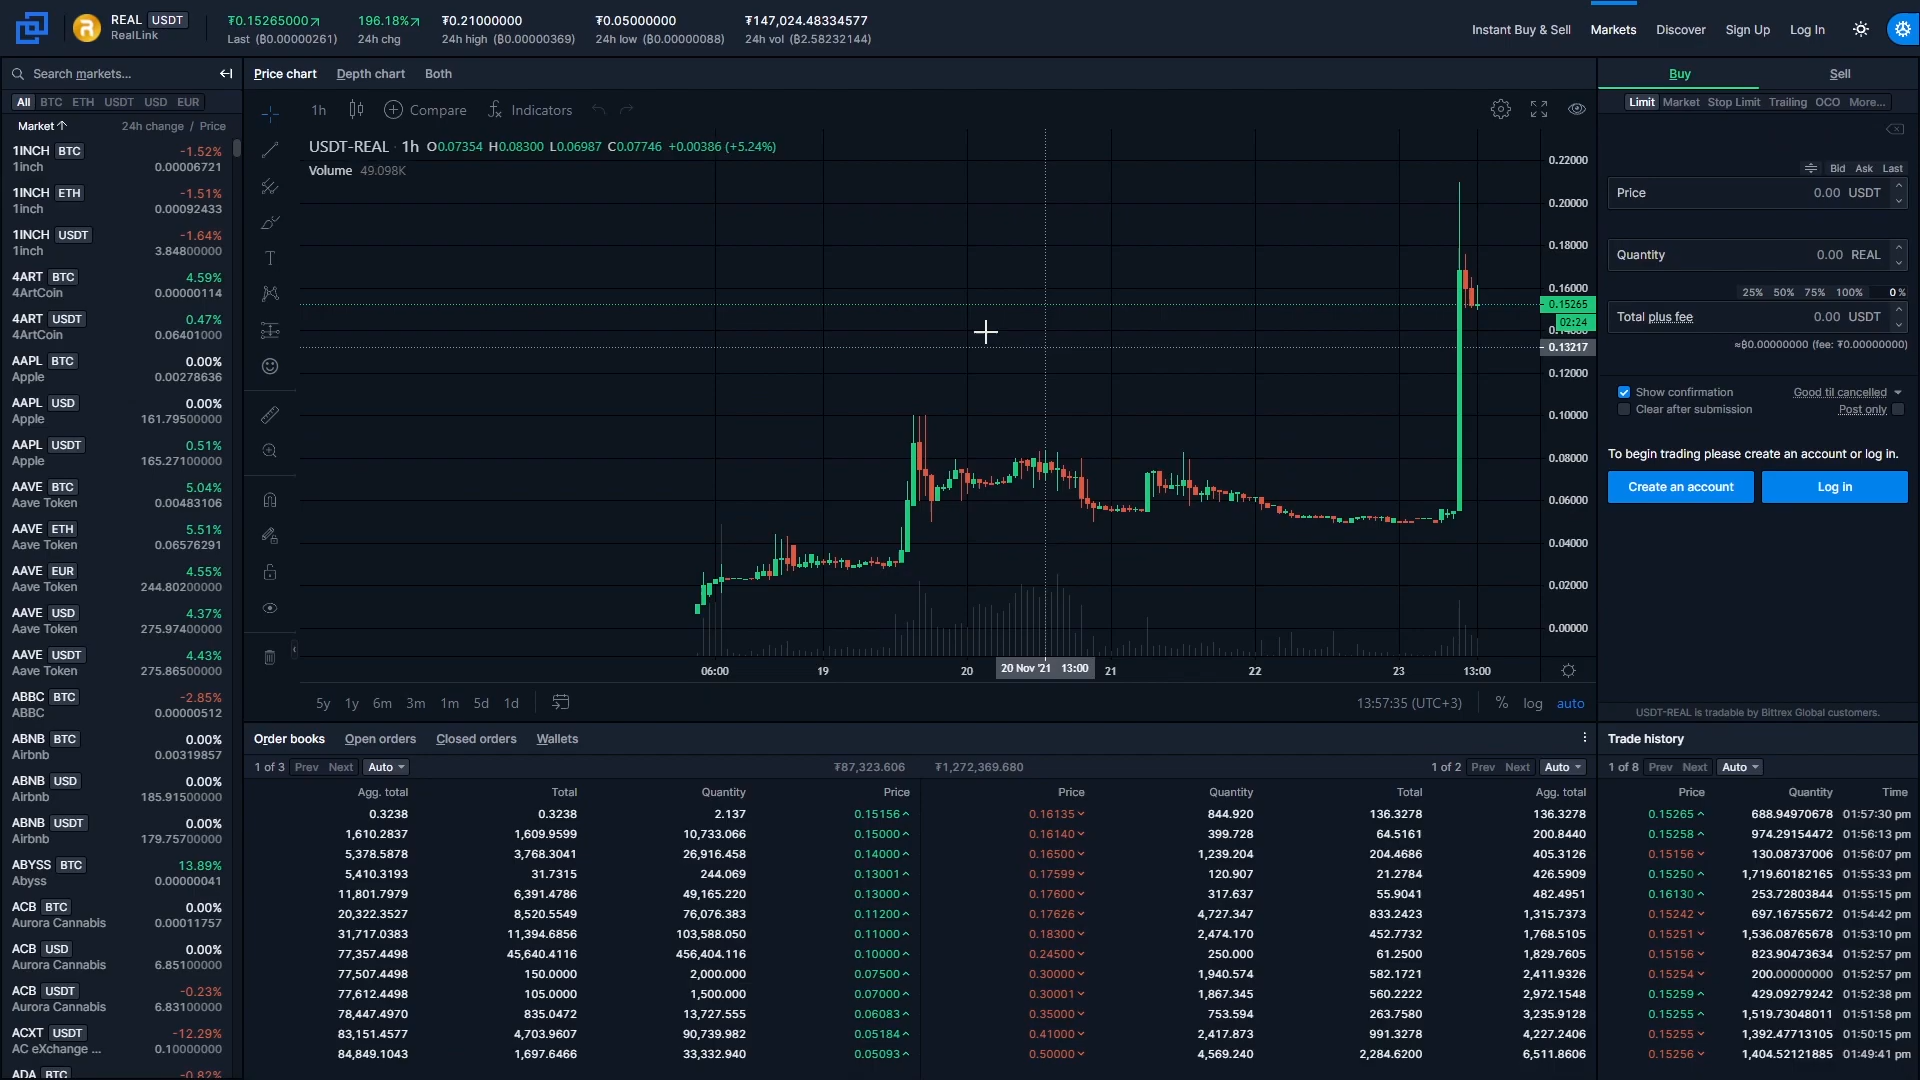 REAL USDT
RealLink
₮0.15265000↗
Last (₿0.00000261)
196.18%↗
24h chg
₮0.21000000
24h high (₿0.00000369)
₮0.05000000
24h low (₿0.00000088)
₮147,024.48334577
24h vol (₿2.58232144)
Instant Buy & Sell
Markets
Discover
Sign Up
Log In
Search markets...
All BTC ETH USDT USD EUR
Market↑ 24h change / Price
1INCH BTC -1.52%
1inch 0.00006721
1INCH ETH -1.51%
1inch 0.00092433
1INCH USDT -1.64%
1inch 3.84800000
4ART BTC 4.59%
4ArtCoin 0.00000114
4ART USDT 0.47%
4ArtCoin 0.06401000
AAPL BTC 0.00%
Apple 0.00278636
AAPL USD 0.00%
Apple 161.79500000
AAPL USDT 0.51%
Apple 165.27100000
AAVE BTC 5.04%
Aave Token 0.00483106
AAVE ETH 5.51%
Aave Token 0.06576291
AAVE EUR 4.55%
Aave Token 244.80200000
AAVE USD 4.37%
Aave Token 275.97400000
AAVE USDT 4.43%
Aave Token 275.86500000
ABBC BTC -2.85%
ABBC 0.00000512
ABNB BTC 0.00%
Airbnb 0.00319857
ABNB USD 0.00%
Airbnb 185.91500000
ABNB USDT 0.00%
Airbnb 179.75700000
ABYSS BTC 13.89%
Abyss 0.00000041
ACB BTC 0.00%
Aurora Cannabis 0.00011757
ACB USD 0.00%
Aurora Cannabis 6.85100000
ACB USDT -0.23%
Aurora Cannabis 6.83100000
ACXT USDT -12.29%
AC eXchange ... 0.10000000
ADA BTC -0.82%
Price chart Depth chart Both
1h Compare Indicators
USDT-REAL · 1h O0.07354 H0.08300 L0.06987 C0.07746 +0.00386 (+5.24%)
Volume 49.098K
0.22000
0.20000
0.18000
0.16000
0.15265
02:24
0.14000
0.13217
0.12000
0.10000
0.08000
0.06000
0.04000
0.02000
0.00000
06:00 19 20 20 Nov '21 13:00 21 22 23 13:00
5y 1y 6m 3m 1m 5d 1d
13:57:35 (UTC+3) % log auto
Order books Open orders Closed orders Wallets
1 of 3 Prev Next Auto ₮87,323.606 ₮1,272,369.680 1 of 2 Prev Next Auto
Agg. total Total Quantity Price Price Quantity Total Agg. total
0.3238 0.3238 2.137 0.15156 0.16135 844.920 136.3278 136.3278
1,610.2837 1,609.9599 10,733.066 0.15000 0.16140 399.728 64.5161 200.8440
5,378.5878 3,768.3041 26,916.458 0.14000 0.16500 1,239.204 204.4686 405.3126
5,410.3193 31.7315 244.069 0.13001 0.17599 120.907 21.2784 426.5909
11,801.7979 6,391.4786 49,165.220 0.13000 0.17600 317.637 55.9041 482.4951
20,322.3527 8,520.5549 76,076.383 0.11200 0.17626 4,727.347 833.2423 1,315.7373
31,717.0383 11,394.6856 103,588.050 0.11000 0.18300 2,474.170 452.7732 1,768.5105
77,357.4498 45,640.4116 456,404.116 0.10000 0.24500 250.000 61.2500 1,829.7605
77,507.4498 150.0000 2,000.000 0.07500 0.30000 1,940.574 582.1721 2,411.9326
77,612.4498 105.0000 1,500.000 0.07000 0.30001 1,867.345 560.2222 2,972.1548
78,447.4970 835.0472 13,727.555 0.06083 0.35000 753.594 263.7580 3,235.9128
83,151.4577 4,703.9607 90,739.982 0.05184 0.41000 2,417.873 991.3278 4,227.2406
84,849.1043 1,697.6466 33,332.940 0.05093 0.50000 4,569.240 2,284.6200 6,511.8606
Buy Sell
Limit Market Stop Limit Trailing OCO More...
Bid Ask Last
Price 0.00 USDT
Quantity 0.00 REAL
25% 50% 75% 100% 0 %
Total plus fee 0.00 USDT
≈₿0.00000000 (fee: ₮0.00000000)
Show confirmation Good til cancelled
Clear after submission Post only
To begin trading please create an account or log in.
Create an account Log in
USDT-REAL is tradable by Bittrex Global customers.
Trade history
1 of 8 Prev Next Auto
Price Quantity Time
0.15265 688.94970678 01:57:30 pm
0.15258 974.29154472 01:56:13 pm
0.15156 130.08737006 01:56:07 pm
0.15250 1,719.60182165 01:55:33 pm
0.16130 253.72803844 01:55:15 pm
0.15242 697.16755672 01:54:42 pm
0.15251 1,536.08765678 01:53:10 pm
0.15156 823.90473634 01:52:57 pm
0.15254 200.00000000 01:52:57 pm
0.15259 429.09279242 01:52:38 pm
0.15255 1,519.73048011 01:51:58 pm
0.15255 1,392.47713105 01:50:15 pm
0.15256 1,404.52121885 01:49:41 pm